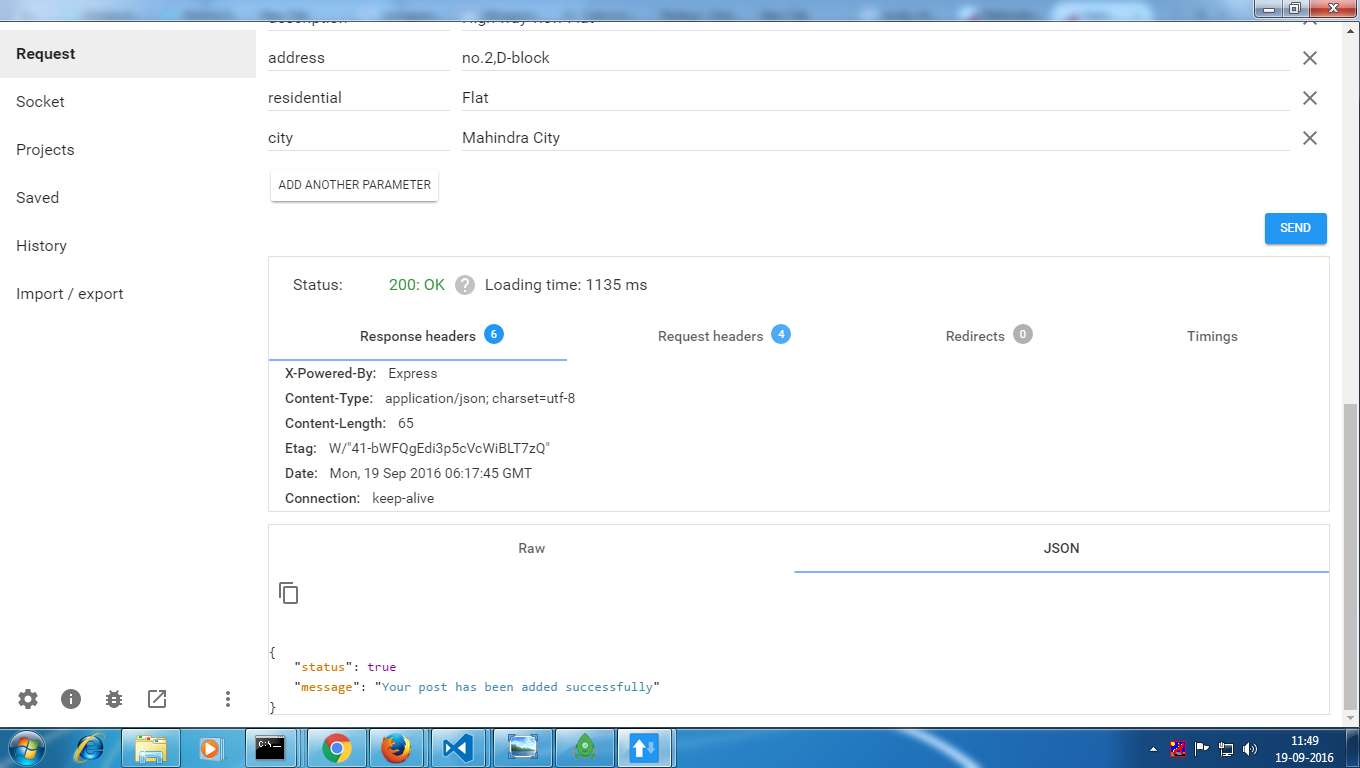 Request
Socket
Projects
Saved
History
Import / export
address no.2,D-block
residential Flat
city Mahindra City
ADD ANOTHER PARAMETER
SEND
Status: 200: OK ? Loading time: 1135 ms
Response headers 6 Request headers 4 Redirects 0 Timings
X-Powered-By: Express
Content-Type: application/json; charset=utf-8
Content-Length: 65
Etag: W/"41-bWFQgEdi3p5cVcWiBLT7zQ"
Date: Mon, 19 Sep 2016 06:17:45 GMT
Connection: keep-alive
Raw JSON
{
"status": true
"message": "Your post has been added successfully"
}
11:49
19-09-2016